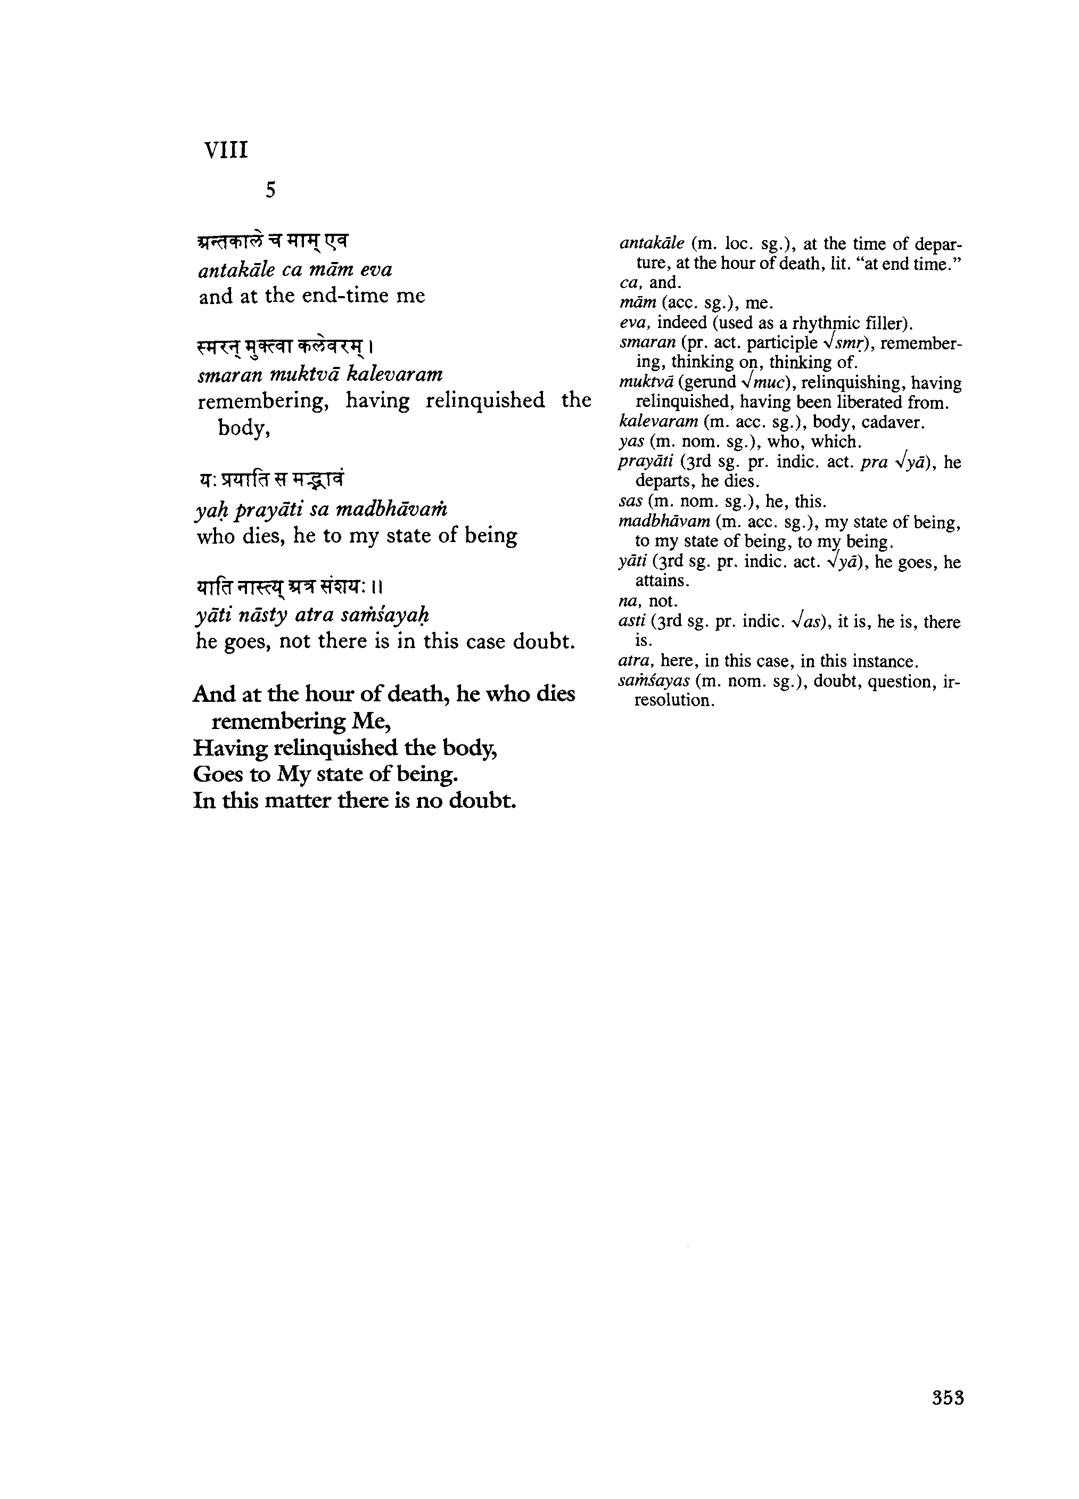 VIII
5
अन्तकाले च माम् एव
antakāle ca mām eva
and at the end-time me
स्मरन् मुक्त्वा कलेवरम् ।
smaran muktvā kalevaram
remembering, having relinquished the
body,
यः प्रयाति स मद्भावं
yaḥ prayāti sa madbhāvaṁ
who dies, he to my state of being
याति नास्त्य् अत्र संशयः ॥
yāti nāsty atra saṁśayaḥ
he goes, not there is in this case doubt.
And at the hour of death, he who dies
remembering Me,
Having relinquished the body,
Goes to My state of being.
In this matter there is no doubt.
antakāle (m. loc. sg.), at the time of depar-
ture, at the hour of death, lit. “at end time.”
ca, and.
mām (acc. sg.), me.
eva, indeed (used as a rhythmic filler).
smaran (pr. act. participle √smṛ), remember-
ing, thinking on, thinking of.
muktvā (gerund √muc), relinquishing, having
relinquished, having been liberated from.
kalevaram (m. acc. sg.), body, cadaver.
yas (m. nom. sg.), who, which.
prayāti (3rd sg. pr. indic. act. pra √yā), he
departs, he dies.
sas (m. nom. sg.), he, this.
madbhāvam (m. acc. sg.), my state of being,
to my state of being, to my being.
yāti (3rd sg. pr. indic. act. √yā), he goes, he
attains.
na, not.
asti (3rd sg. pr. indic. √as), it is, he is, there
is.
atra, here, in this case, in this instance.
saṁśayas (m. nom. sg.), doubt, question, ir-
resolution.
353